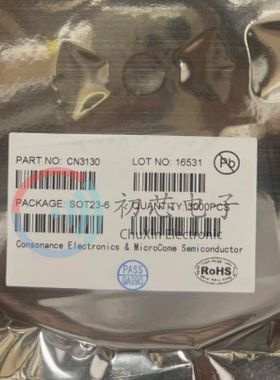 PART NO: CN3130 LOT NO: 16531
Pb
PACKAGE: SOT23-6 QUANTITY:3000PCS
初芯电子
ChuXin Electronic
Consonance Electronics & MicroCome Semiconductor
PASS
QA990
RoHS